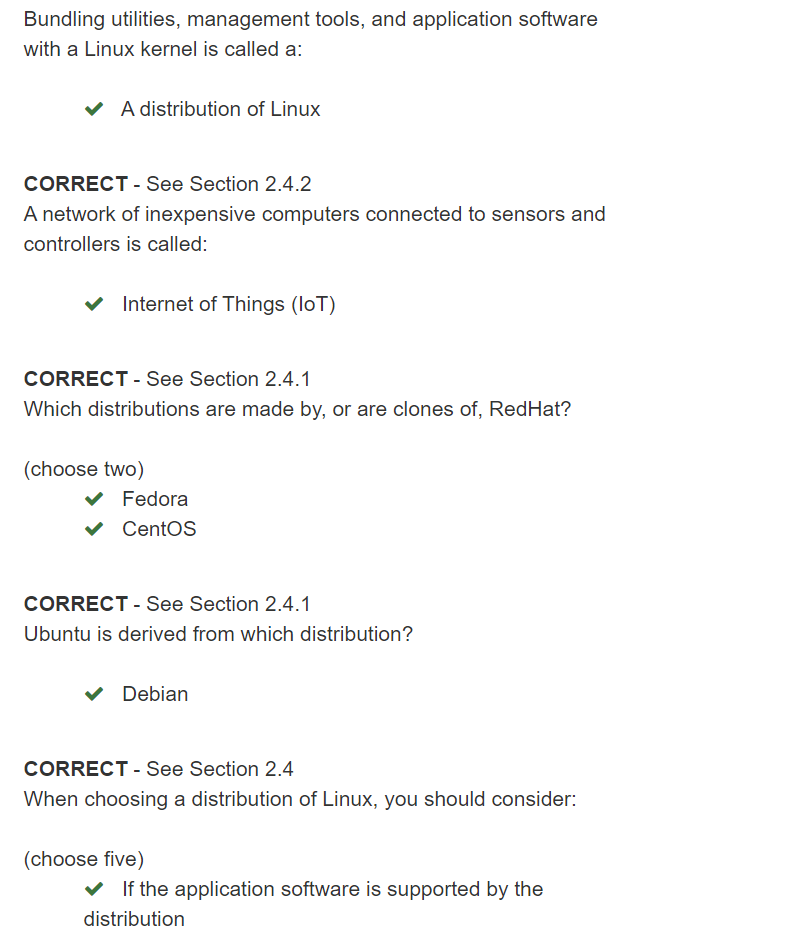 Bundling utilities, management tools, and application software
with a Linux kernel is called a:
✔ A distribution of Linux
CORRECT - See Section 2.4.2
A network of inexpensive computers connected to sensors and
controllers is called:
✔ Internet of Things (IoT)
CORRECT - See Section 2.4.1
Which distributions are made by, or are clones of, RedHat?
(choose two)
✔ Fedora
✔ CentOS
CORRECT - See Section 2.4.1
Ubuntu is derived from which distribution?
✔ Debian
CORRECT - See Section 2.4
When choosing a distribution of Linux, you should consider:
(choose five)
✔ If the application software is supported by the
distribution